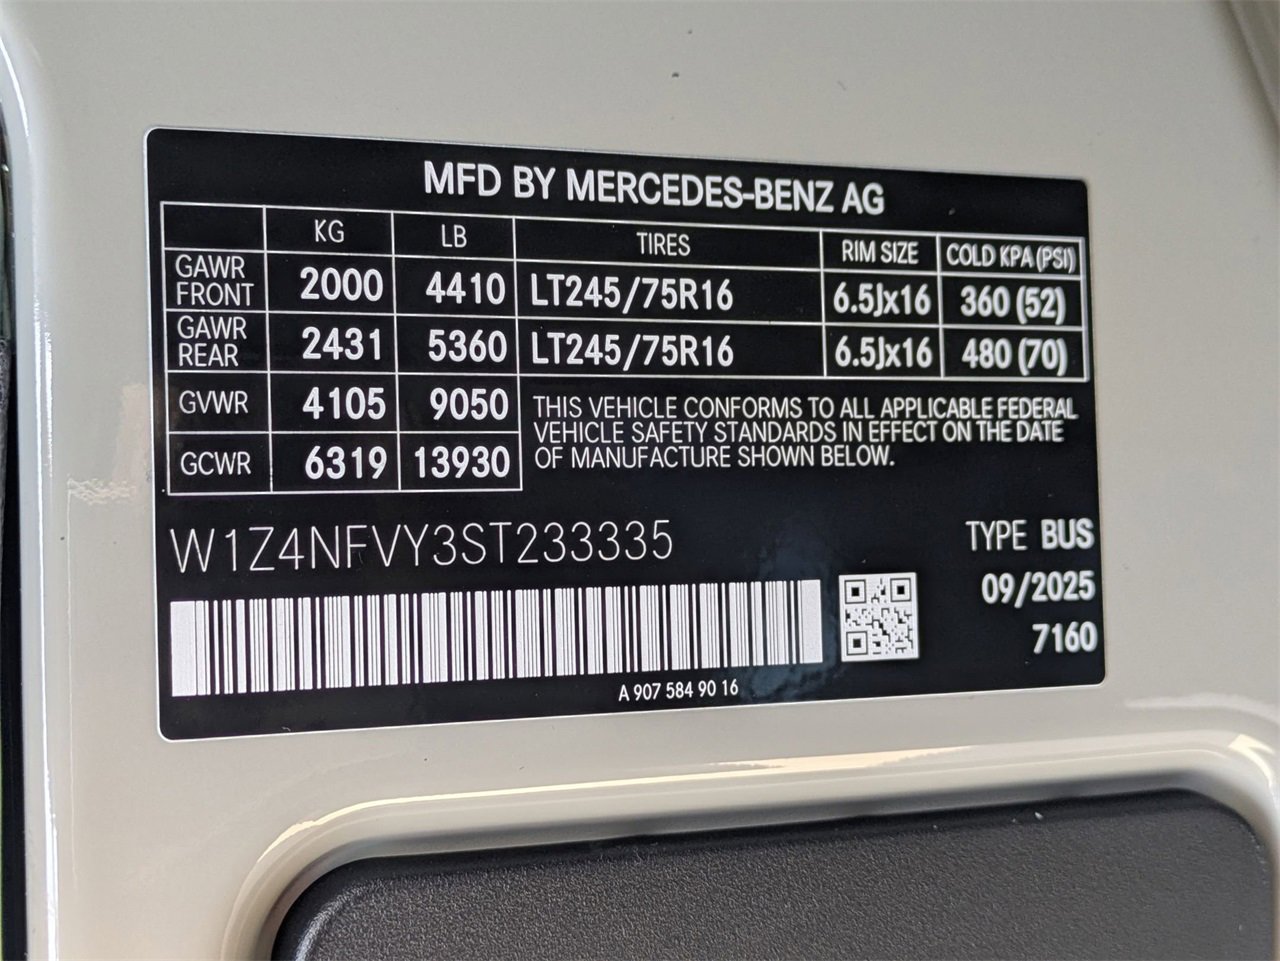 MFD BY MERCEDES-BENZ AG
KG LB TIRES RIM SIZE COLD KPA (PSI)
GAWR FRONT 2000 4410 LT245/75R16 6.5Jx16 360 (52)
GAWR REAR 2431 5360 LT245/75R16 6.5Jx16 480 (70)
GVWR 4105 9050
GCWR 6319 13930
THIS VEHICLE CONFORMS TO ALL APPLICABLE FEDERAL
VEHICLE SAFETY STANDARDS IN EFFECT ON THE DATE
OF MANUFACTURE SHOWN BELOW.
W1Z4NFVY3ST233335
TYPE BUS
09/2025
7160
A 907 584 90 16